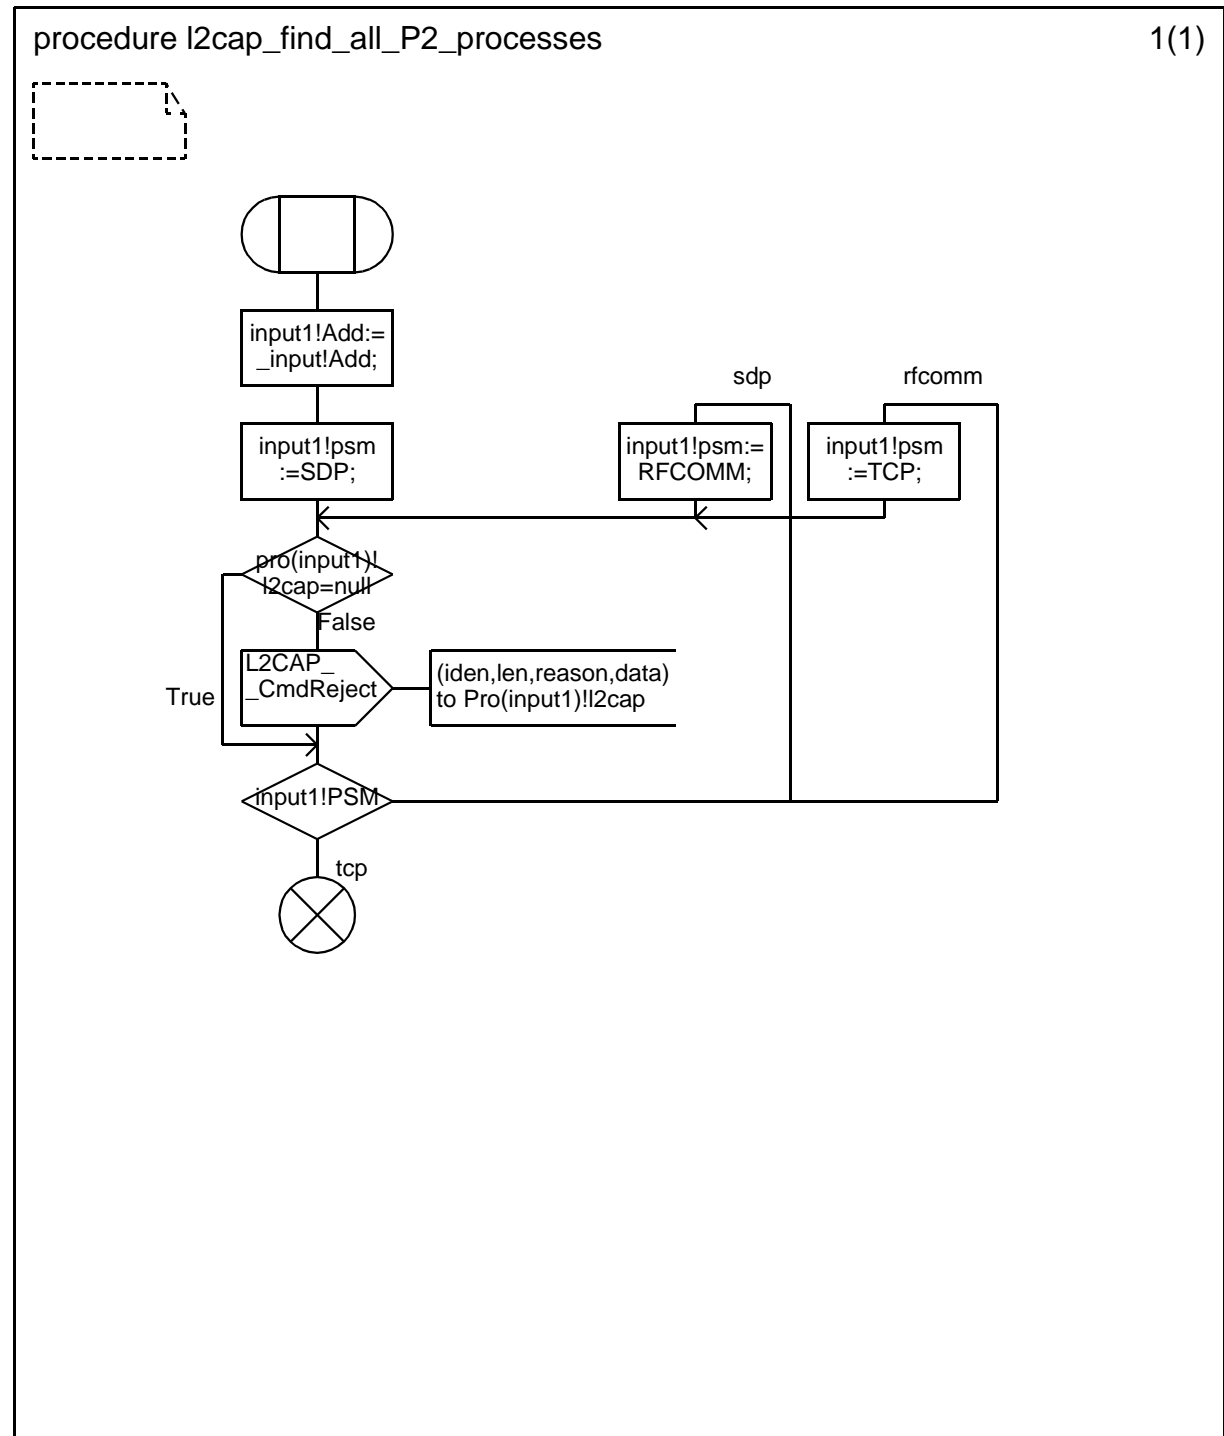 procedure l2cap_find_all_P2_processes
1(1)
input1!Add:=
_input!Add;
sdp
rfcomm
input1!psm
:=SDP;
input1!psm:=
RFCOMM;
input1!psm
:=TCP;
pro(input1)!
l2cap=null
False
L2CAP_
_CmdReject
(iden,len,reason,data)
to Pro(input1)!l2cap
True
input1!PSM
tcp